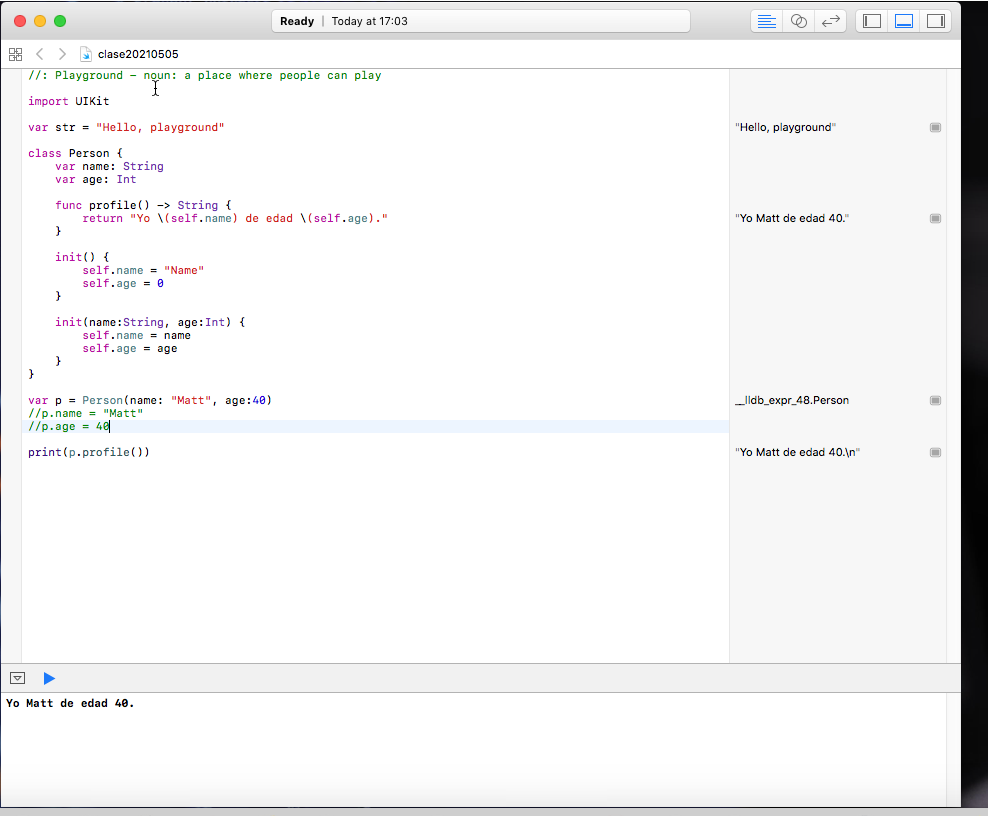 Ready | Today at 17:03
clase20210505
//: Playground - noun: a place where people can play
import UIKit
var str = "Hello, playground"
"Hello, playground"
class Person {
    var name: String
    var age: Int
    func profile() -> String {
        return "Yo \(self.name) de edad \(self.age)."
"Yo Matt de edad 40."
    }
    init() {
        self.name = "Name"
        self.age = 0
    }
    init(name:String, age:Int) {
        self.name = name
        self.age = age
    }
}
var p = Person(name: "Matt", age:40)
__lldb_expr_48.Person
//p.name = "Matt"
//p.age = 40
print(p.profile())
"Yo Matt de edad 40.\n"
Yo Matt de edad 40.